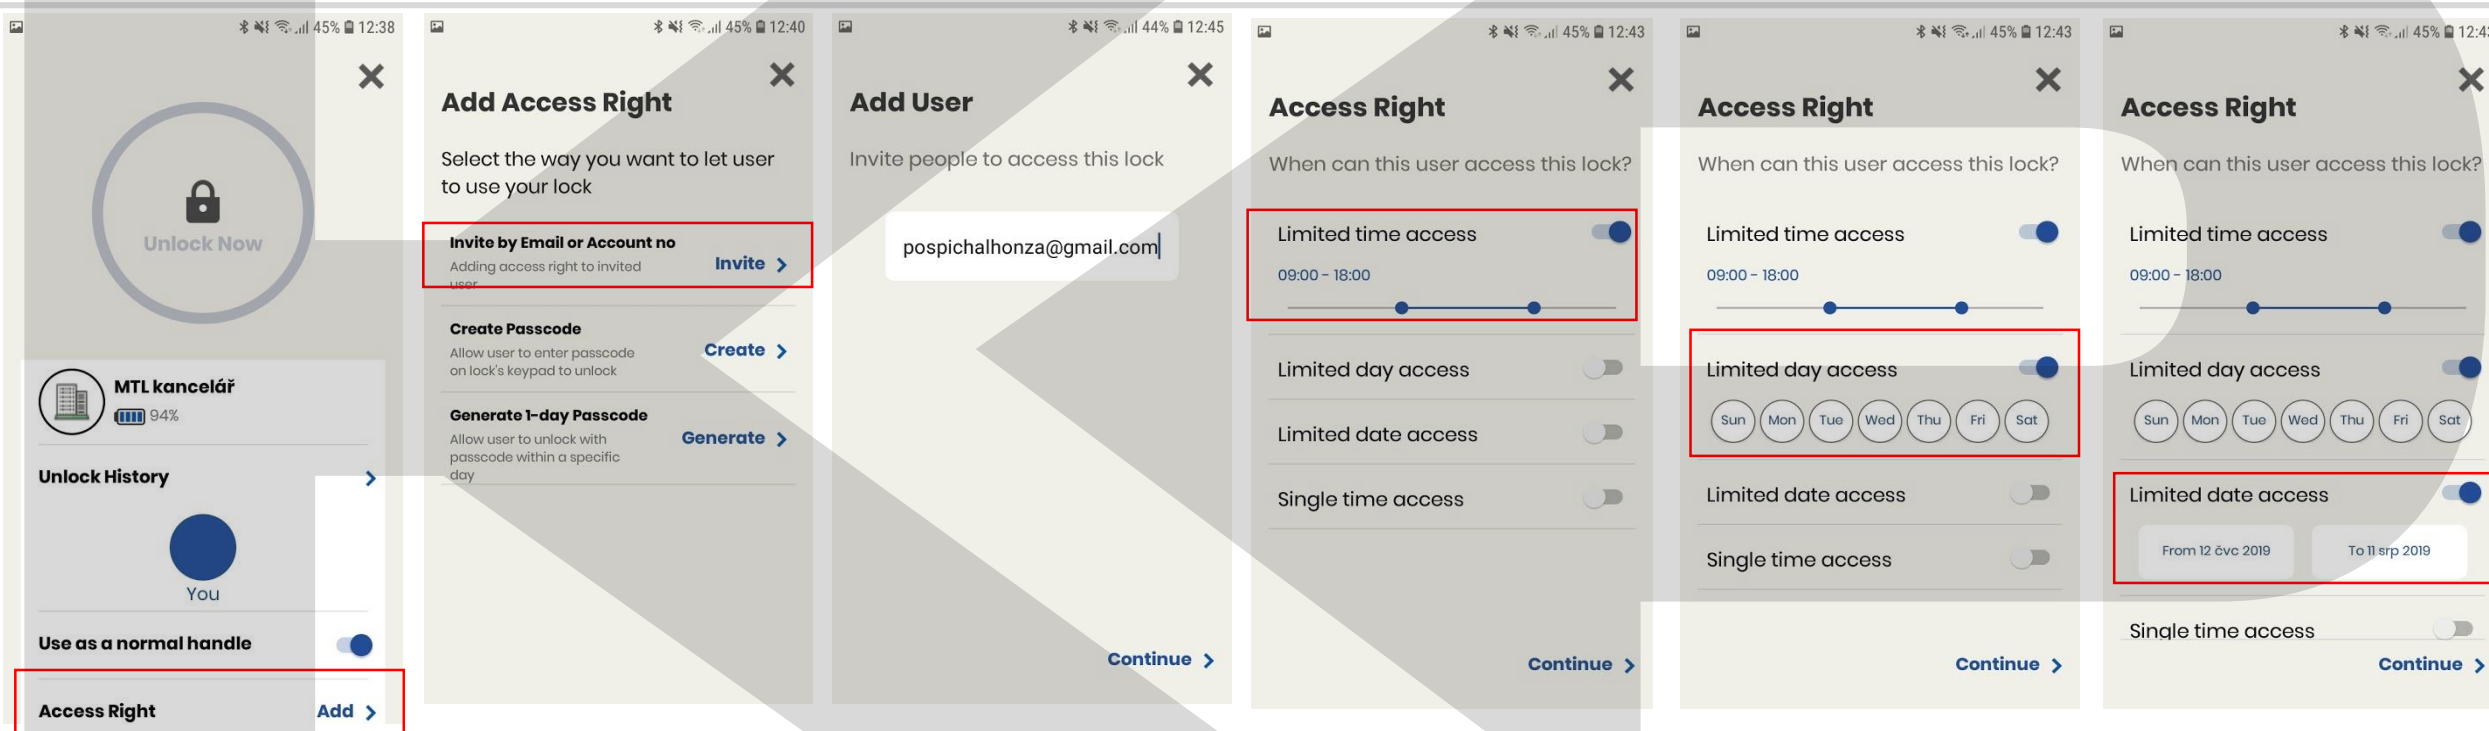 45% 12:38
Unlock Now
MTL kancelář
94%
Unlock History
You
Use as a normal handle
Access Right Add
45% 12:40
Add Access Right
Select the way you want to let user
to use your lock
Invite by Email or Account no
Adding access right to invited
user
Invite
Create Passcode
Allow user to enter passcode
on lock's keypad to unlock
Create
Generate 1-day Passcode
Allow user to unlock with
passcode within a specific
day
Generate
44% 12:45
Add User
Invite people to access this lock
pospichalhonza@gmail.com
Continue
45% 12:43
Access Right
When can this user access this lock?
Limited time access
09:00 - 18:00
Limited day access
Limited date access
Single time access
Continue
45% 12:43
Access Right
When can this user access this lock?
Limited time access
09:00 - 18:00
Limited day access
Sun Mon Tue Wed Thu Fri Sat
Limited date access
Single time access
Continue
45%
Access Right
When can this user access this lock?
Limited time access
09:00 - 18:00
Limited day access
Sun Mon Tue Wed Thu Fri Sat
Limited date access
From 12 čvc 2019 To 11 srp 2019
Single time access
Continue